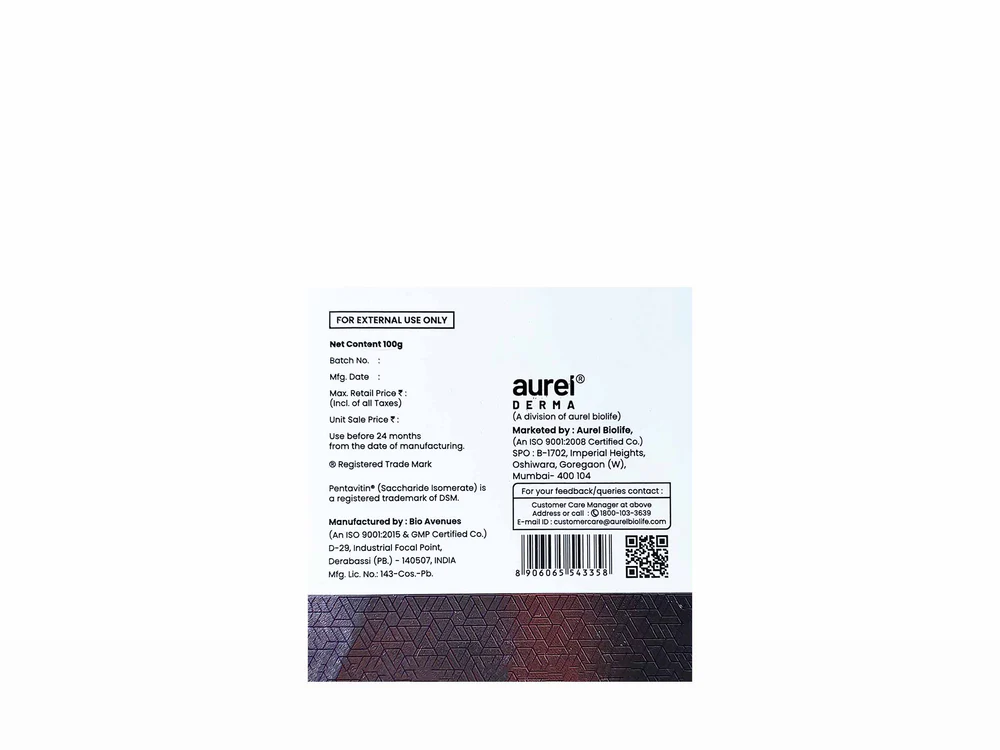 FOR EXTERNAL USE ONLY
Net Content 100g
Batch No. :
Mfg. Date :
Max. Retail Price ₹ :
(Incl. of all Taxes)
Unit Sale Price ₹ :
Use before 24 months
from the date of manufacturing.
® Registered Trade Mark
Pentavitin® (Saccharide Isomerate) is
a registered trademark of DSM.
Manufactured by : Bio Avenues
(An ISO 9001:2015 & GMP Certified Co.)
D-29, Industrial Focal Point,
Derabassi (PB.) - 140507, INDIA
Mfg. Lic. No.: 143-Cos.-Pb.
aurel®
DERMA
(A division of aurel biolife)
Marketed by : Aurel Biolife,
(An ISO 9001:2008 Certified Co.)
SPO : B-1702, Imperial Heights,
Oshiwara, Goregaon (W),
Mumbai- 400 104
For your feedback/queries contact :
Customer Care Manager at above
Address or call : 1800-103-3639
E-mail ID : customercare@aurelbiolife.com
8 906065 543358